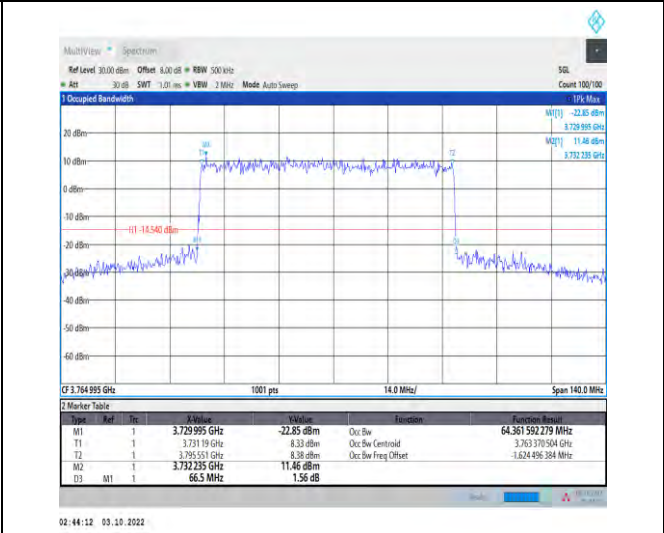 MultiView Spectrum
Ref Level 30.00 dBm Offset 8.00 dB RBW 500 kHz SGL
Att 30 dB SWT 1.01 ms VBW 2 MHz Mode Auto Sweep Count 100/100
1 Occupied Bandwidth 1Pk Max
M1[1] -22.85 dBm
3.729 995 GHz
20 dBm M2[1] 11.46 dBm
3.732 235 GHz
M2
T1 T2
10 dBm
0 dBm
-10 dBm
H1 -14.540 dBm
-20 dBm M1 D3
-30 dBm
-40 dBm
-50 dBm
-60 dBm
CF 3.764 995 GHz 1001 pts 14.0 MHz/ Span 140.0 MHz
2 Marker Table
Type Ref Trc X-Value Y-Value Function Function Result
M1 1 3.729 995 GHz -22.85 dBm Occ Bw 64.361 592 279 MHz
T1 1 3.731 19 GHz 8.33 dBm Occ Bw Centroid 3.763 370 504 GHz
T2 1 3.795 551 GHz 8.38 dBm Occ Bw Freq Offset -1.624 496 384 MHz
M2 1 3.732 235 GHz 11.46 dBm
D3 M1 1 66.5 MHz 1.56 dB
02:44:12 03.10.2022